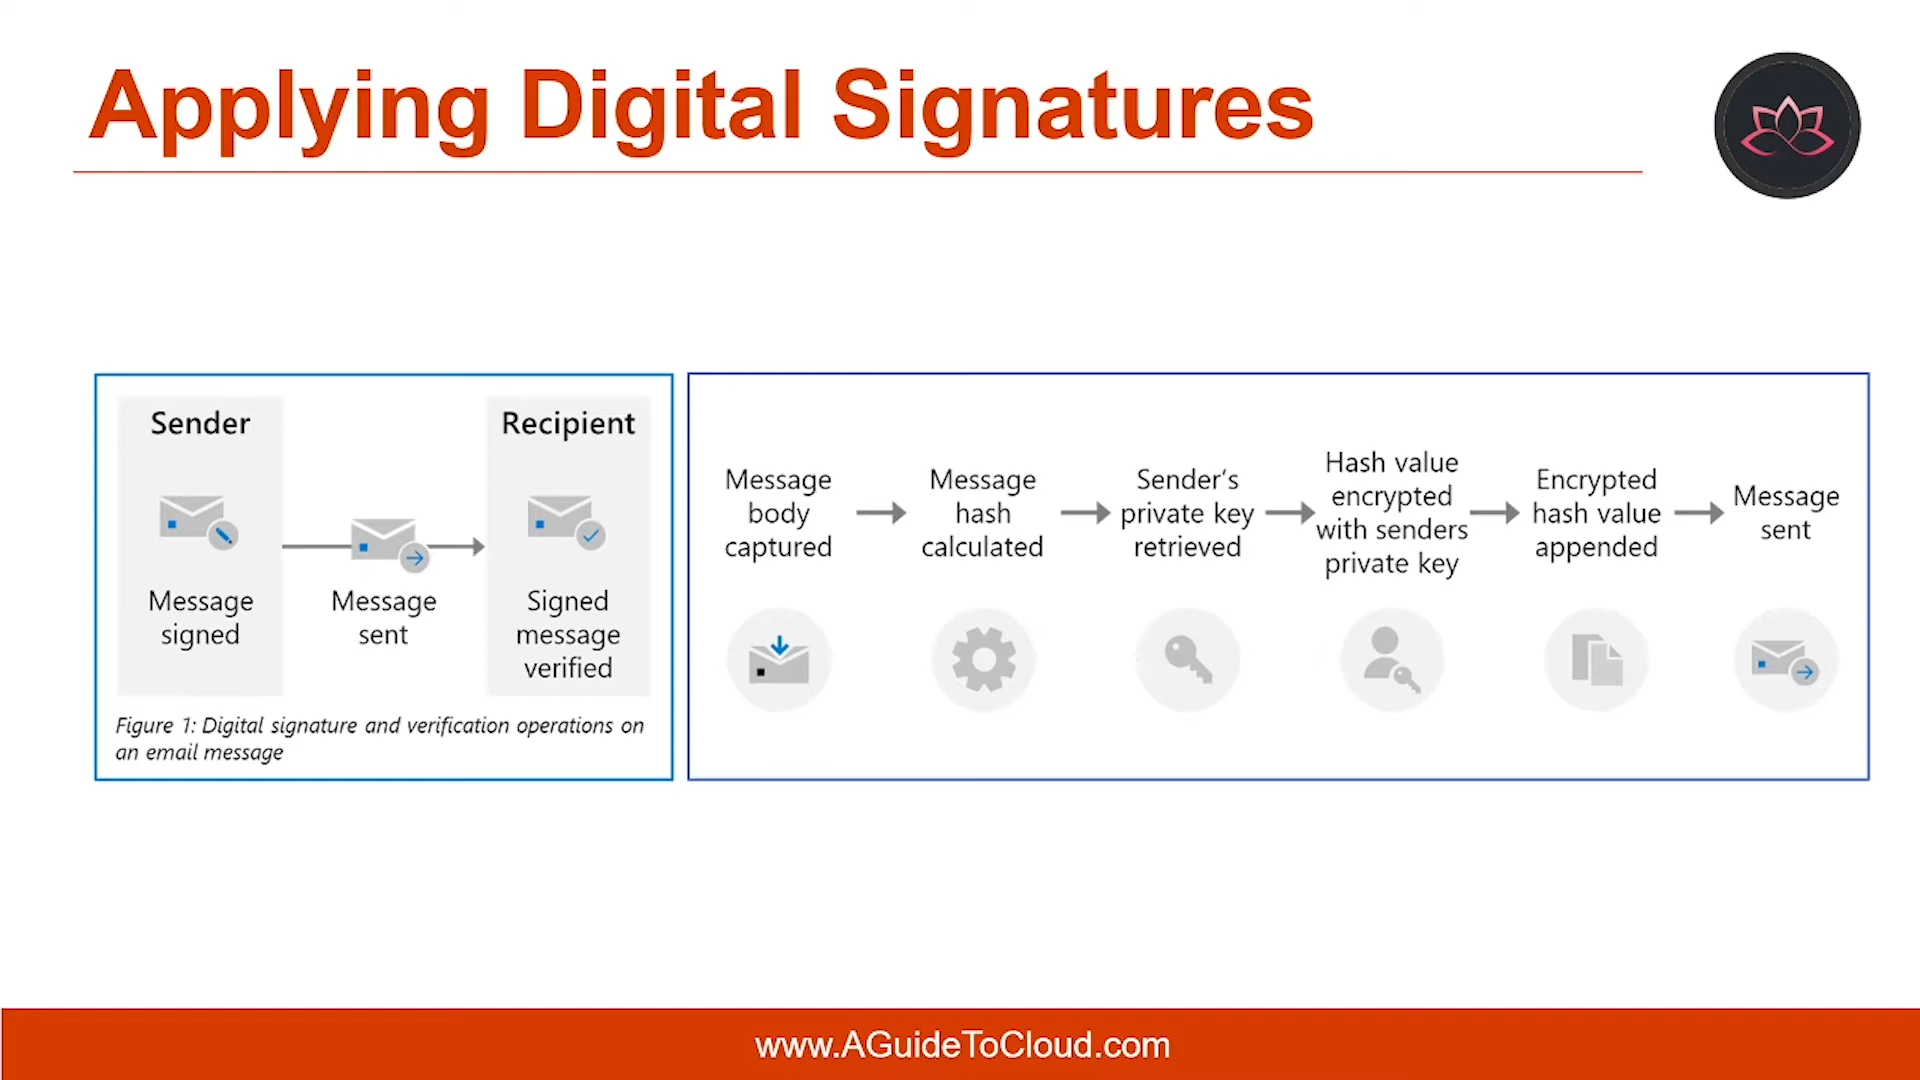 Applying Digital Signatures
Sender
Recipient
Message
signed
Message
sent
Signed
message
verified
Figure 1: Digital signature and verification operations on
an email message
Message
body
captured
Message
hash
calculated
Sender's
private key
retrieved
Hash value
encrypted
with senders
private key
Encrypted
hash value
appended
Message
sent
www.AGuideToCloud.com